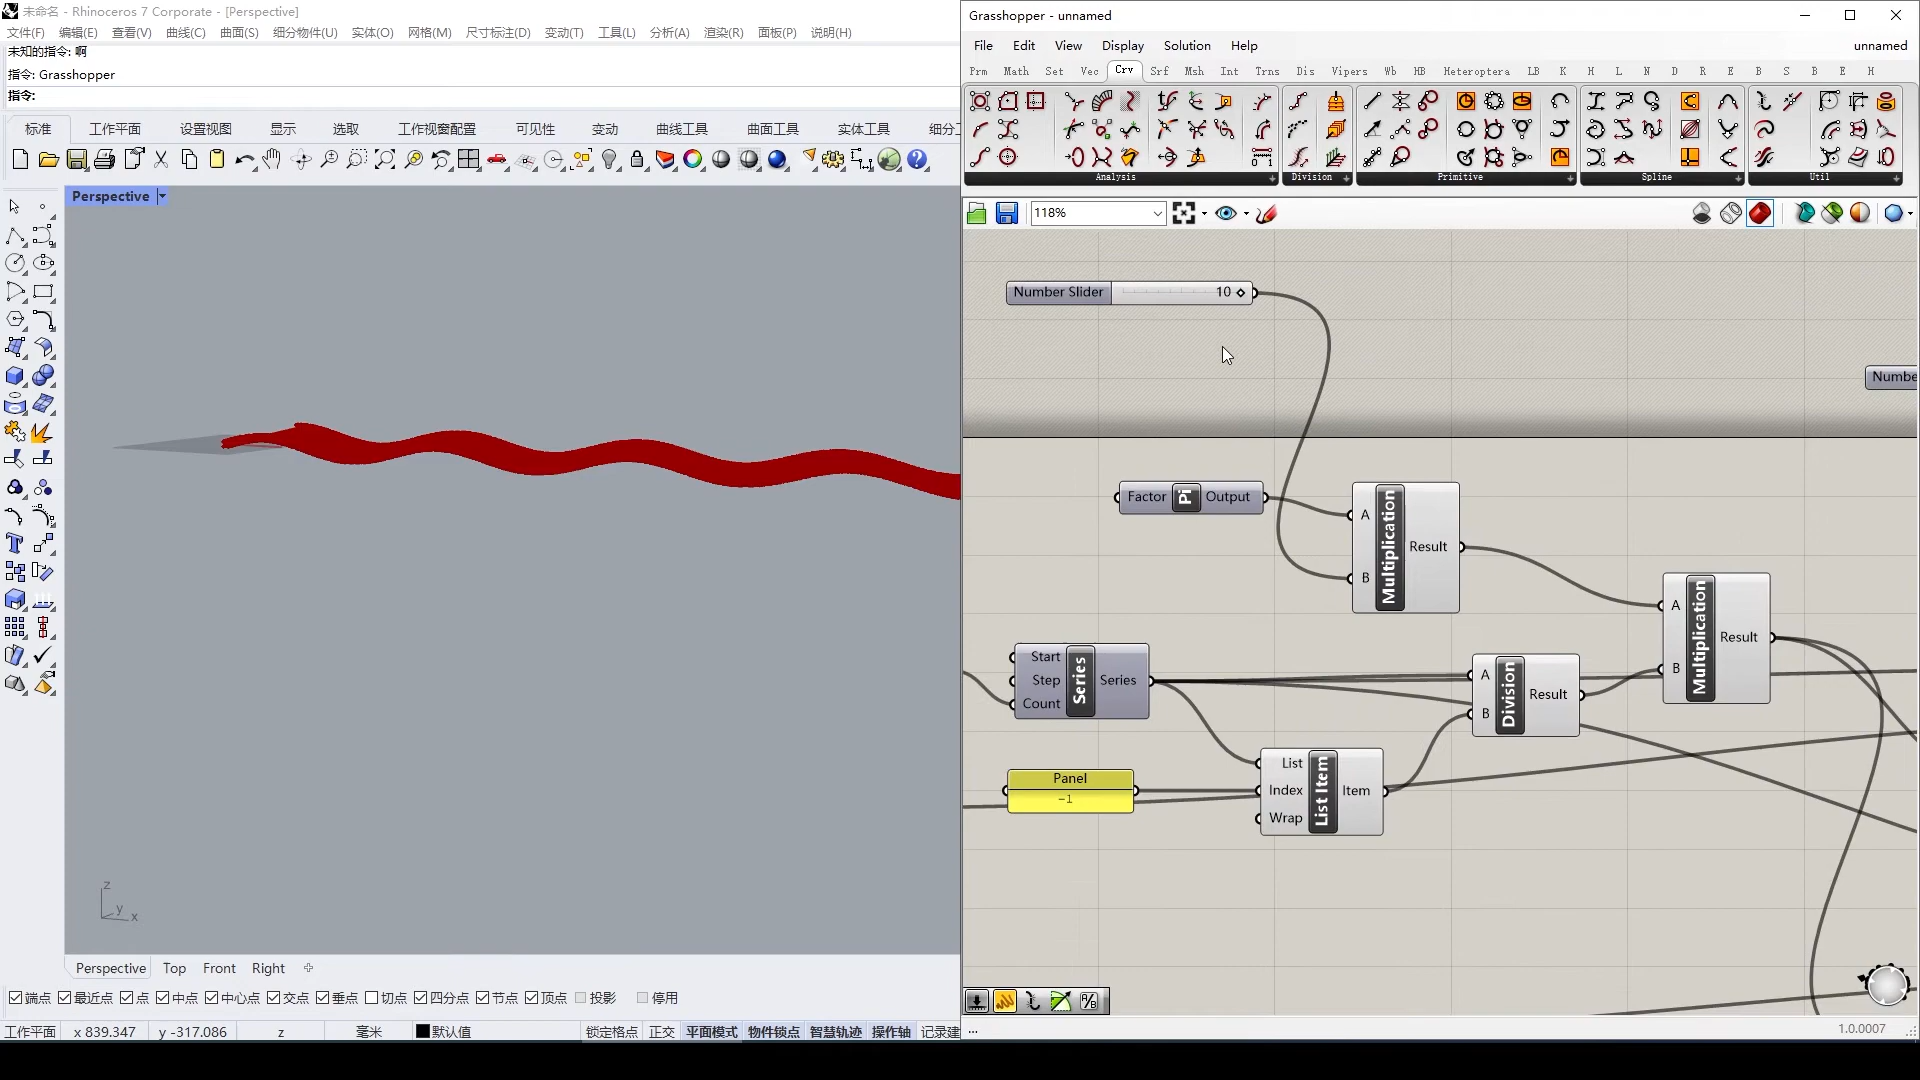 未命名 - Rhinoceros 7 Corporate - [Perspective]
文件(F) 编辑(E) 查看(V) 曲线(C) 曲面(S) 细分物件(U) 实体(O) 网格(M) 尺寸标注(D) 变动(T) 工具(L) 分析(A) 渲染(R) 面板(P) 说明(H)
未知的指令: 啊
指令: Grasshopper
指令:
标准 工作平面 设置视图 显示 选取 工作视窗配置 可见性 变动 曲线工具 曲面工具 实体工具 细分工
Perspective
z
y
x
Perspective Top Front Right
端点 最近点 点 中点 中心点 交点 垂点 切点 四分点 节点 顶点 投影 停用
工作平面 x 839.347 y -317.086 z 毫米 默认值 锁定格点 正交 平面模式 物件锁点 智慧轨迹 操作轴 记录建
Grasshopper - unnamed
File Edit View Display Solution Help unnamed
Prm Math Set Vec Crv Srf Msh Int Trns Dis Vipers Wb HB Heteroptera LB K H L N D R E B S B E H
Analysis Division Primitive Spline Util
118%
Number Slider 10
Numbe
Factor Pi Output
A
B
Multiplication
Result
A
B
Multiplication
Result
Start
Step
Count
Series
Series
A
B
Division
Result
Panel
-1
List
Index
Wrap
List Item
Item
...
1.0.0007